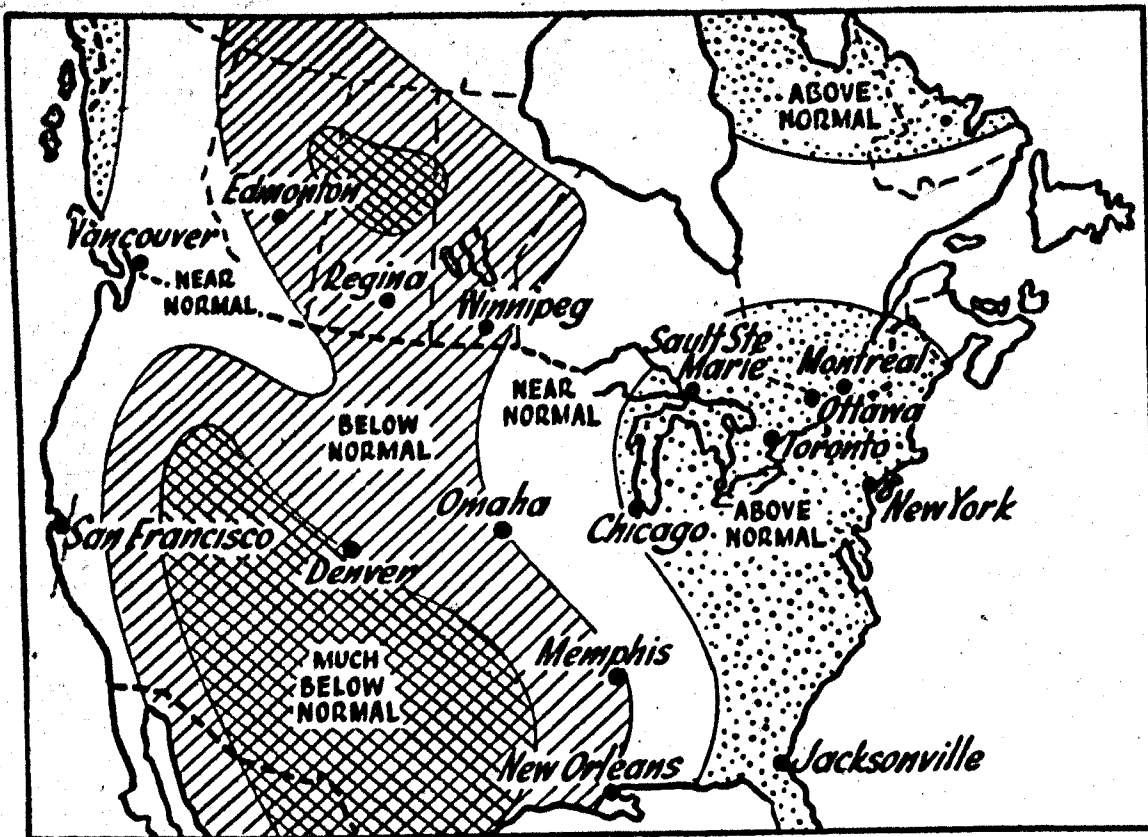 ABOVE
NORMAL
Edmonton
Vancouver
NEAR
NORMAL
Regina
Winnipeg
Sault Ste
Marie
Montreal
Ottawa
Toronto
NEAR
NORMAL
BELOW
NORMAL
Omaha
Chicago
ABOVE
NORMAL
New York
San Francisco
Denver
MUCH
BELOW
NORMAL
Memphis
New Orleans
Jacksonville